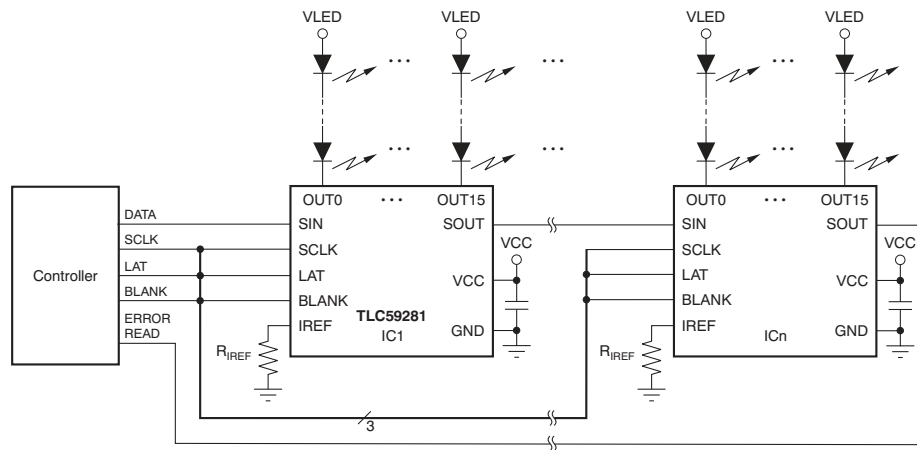 VLED VLED VLED VLED
... ... ... ...
... ... ... ...
OUT0 ... OUT15 OUT0 ... OUT15
DATA SIN SOUT SIN SOUT
SCLK SCLK VCC SCLK VCC
Controller LAT LAT VCC LAT VCC
BLANK BLANK BLANK
TLC59281
ERROR READ IREF IC1 GND IREF ICn GND
RIREF RIREF
3